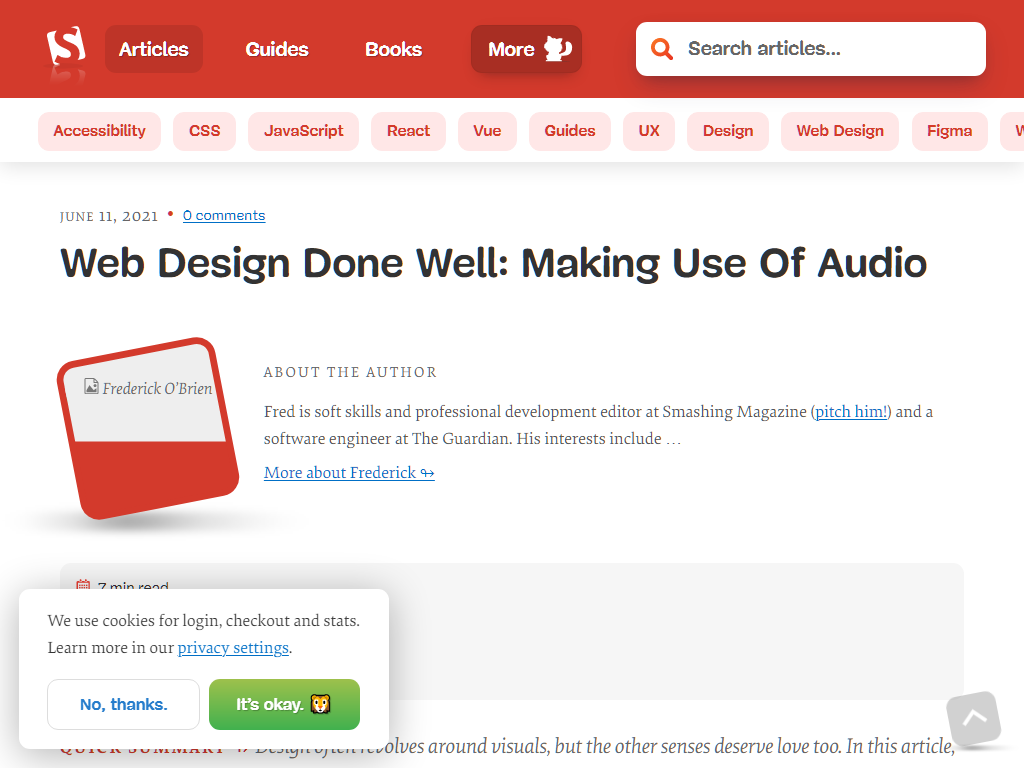 Articles Guides Books More Search articles...
Accessibility CSS JavaScript React Vue Guides UX Design Web Design Figma
JUNE 11, 2021 • 0 comments
Web Design Done Well: Making Use Of Audio
Frederick O'Brien
ABOUT THE AUTHOR
Fred is soft skills and professional development editor at Smashing Magazine (pitch him!) and a
software engineer at The Guardian. His interests include …
More about Frederick ↬
7 min read
We use cookies for login, checkout and stats.
Learn more in our privacy settings.
No, thanks. It's okay.
QUICK SUMMARY ↬ Design often revolves around visuals, but the other senses deserve love too. In this article,